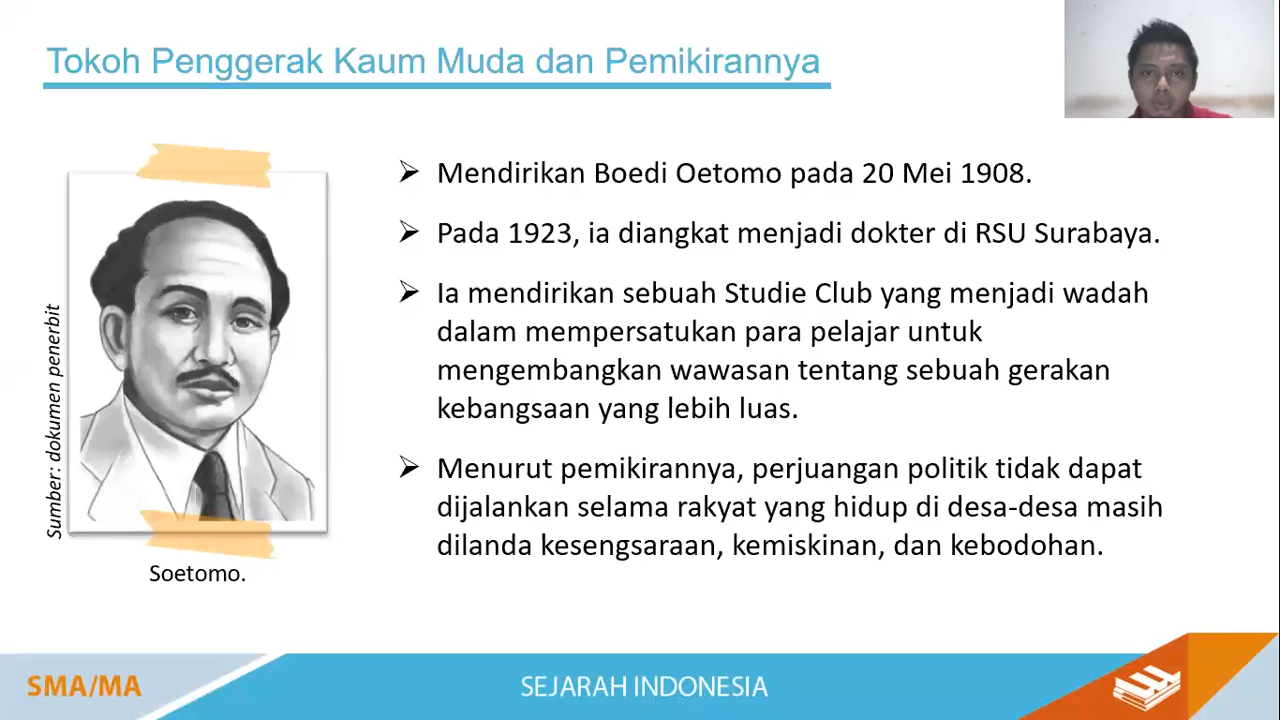 Tokoh Penggerak Kaum Muda dan Pemikirannya
Sumber: dokumen penerbit
Soetomo.
Mendirikan Boedi Oetomo pada 20 Mei 1908.
Pada 1923, ia diangkat menjadi dokter di RSU Surabaya.
Ia mendirikan sebuah Studie Club yang menjadi wadah
dalam mempersatukan para pelajar untuk
mengembangkan wawasan tentang sebuah gerakan
kebangsaan yang lebih luas.
Menurut pemikirannya, perjuangan politik tidak dapat
dijalankan selama rakyat yang hidup di desa-desa masih
dilanda kesengsaraan, kemiskinan, dan kebodohan.
SMA/MA
SEJARAH INDONESIA